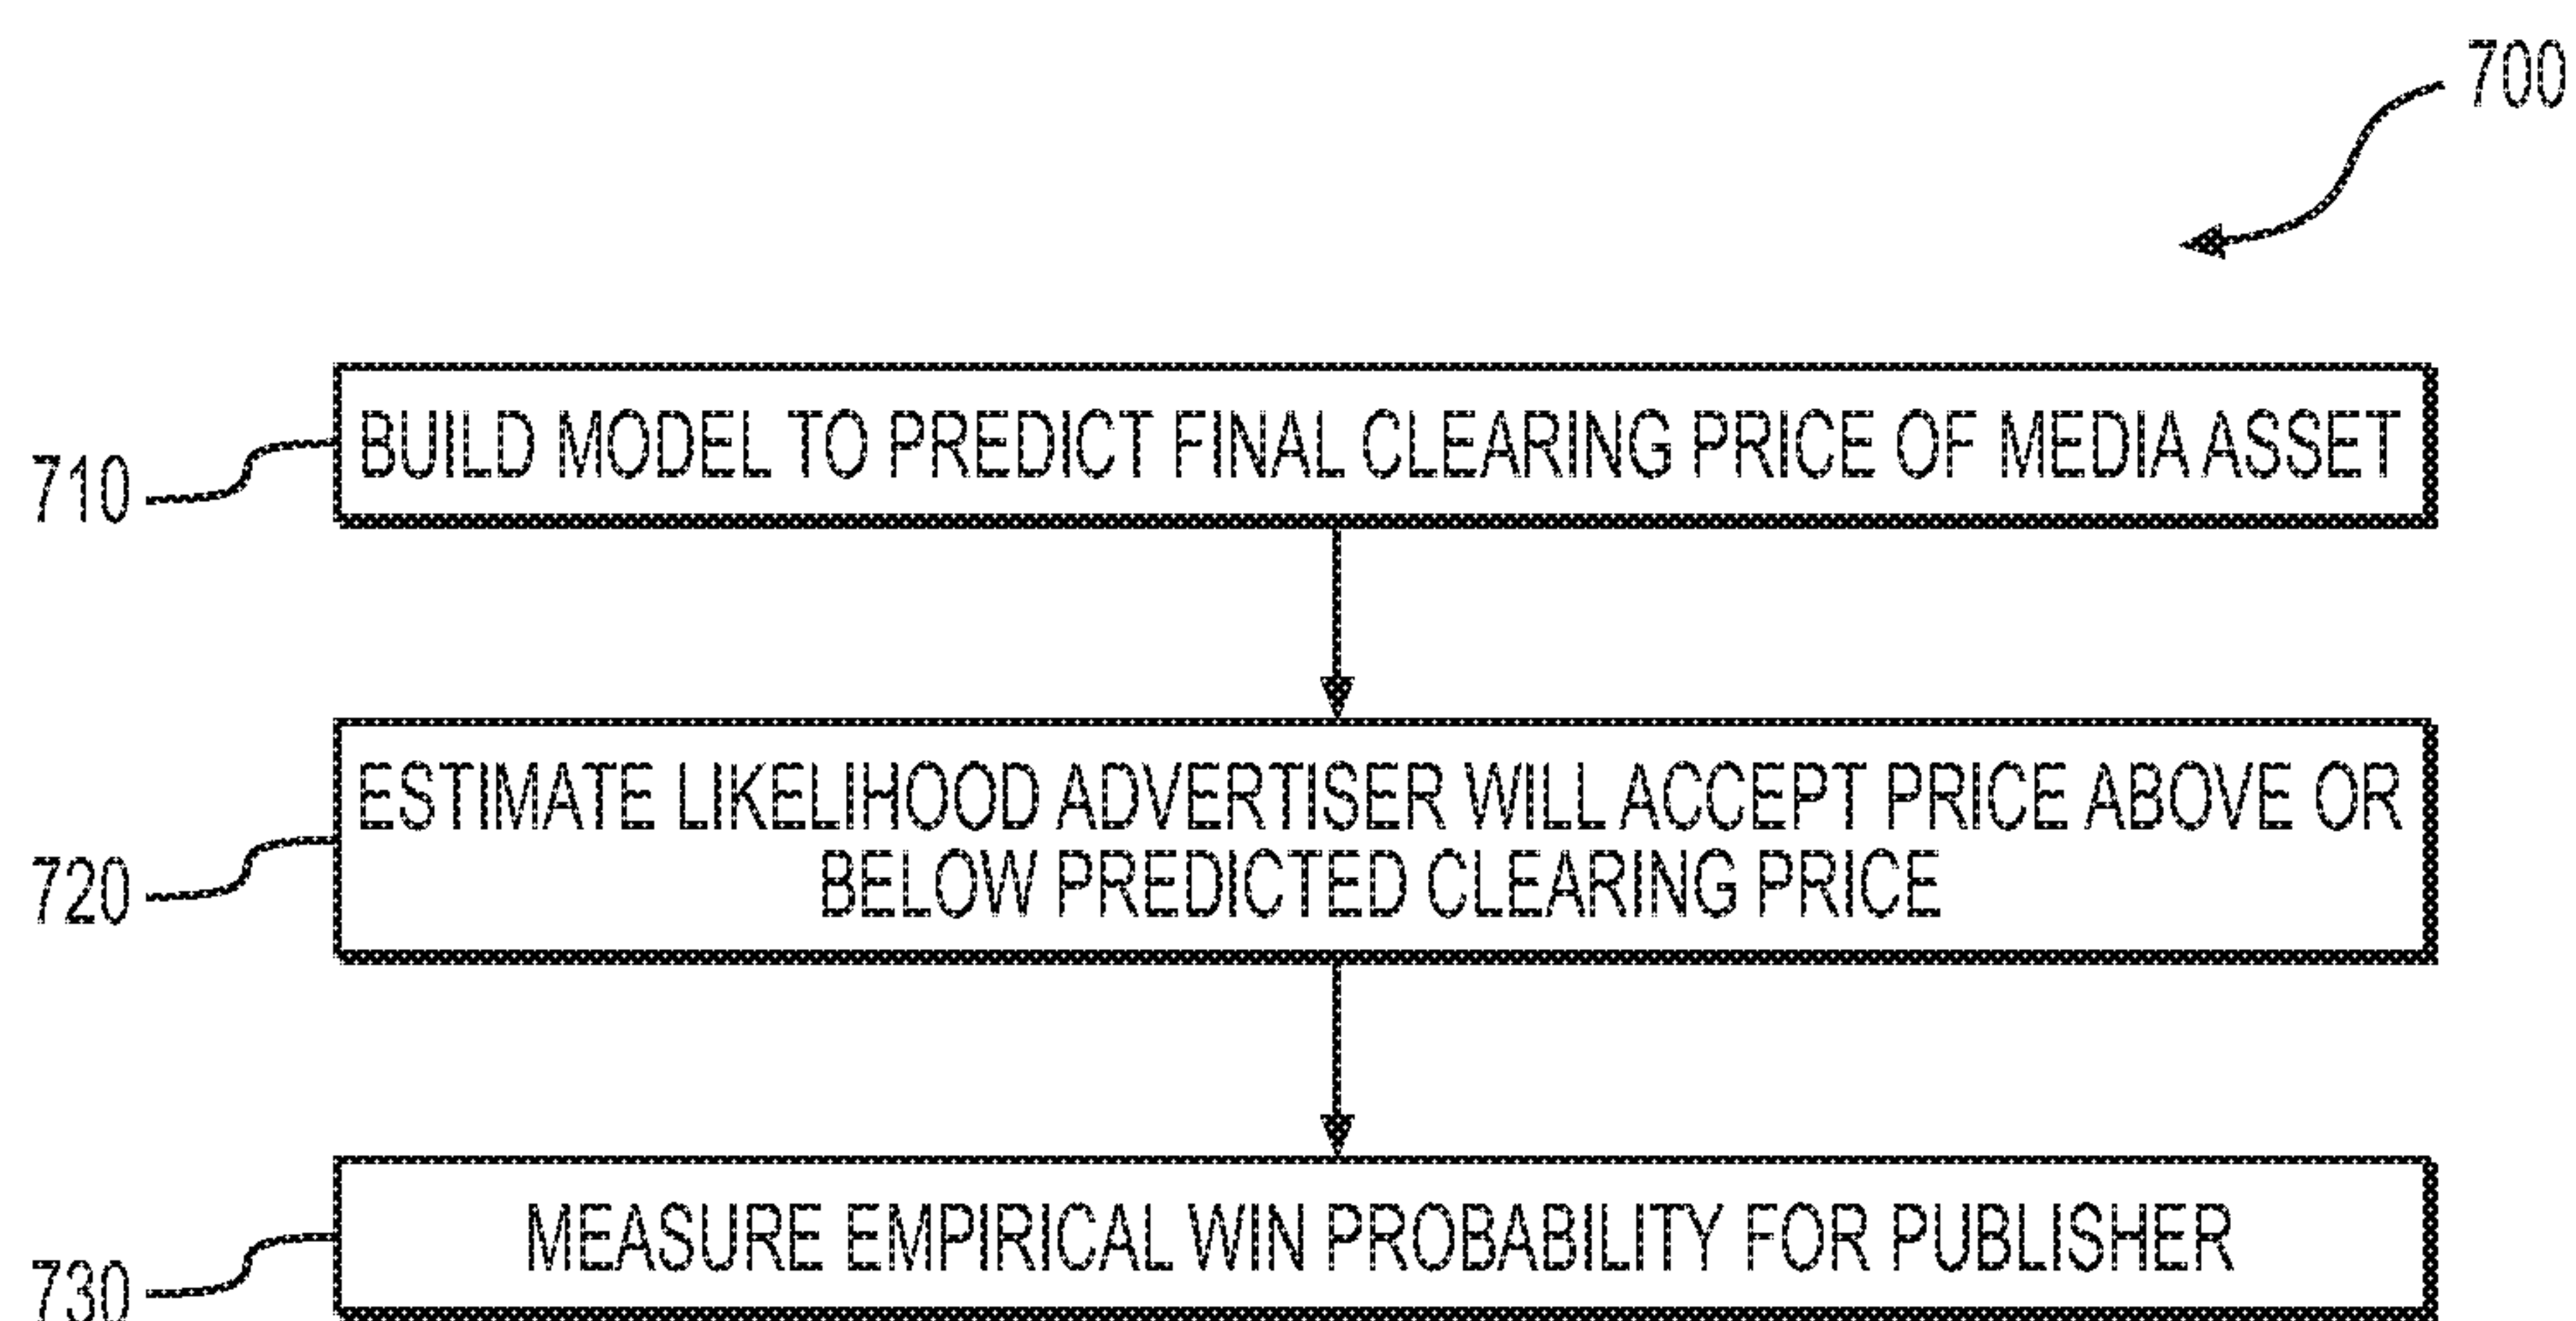 700
710
BUILD MODEL TO PREDICT FINAL CLEARING PRICE OF MEDIA ASSET
720
ESTIMATE LIKELIHOOD ADVERTISER WILL ACCEPT PRICE ABOVE OR
BELOW PREDICTED CLEARING PRICE
730
MEASURE EMPIRICAL WIN PROBABILITY FOR PUBLISHER